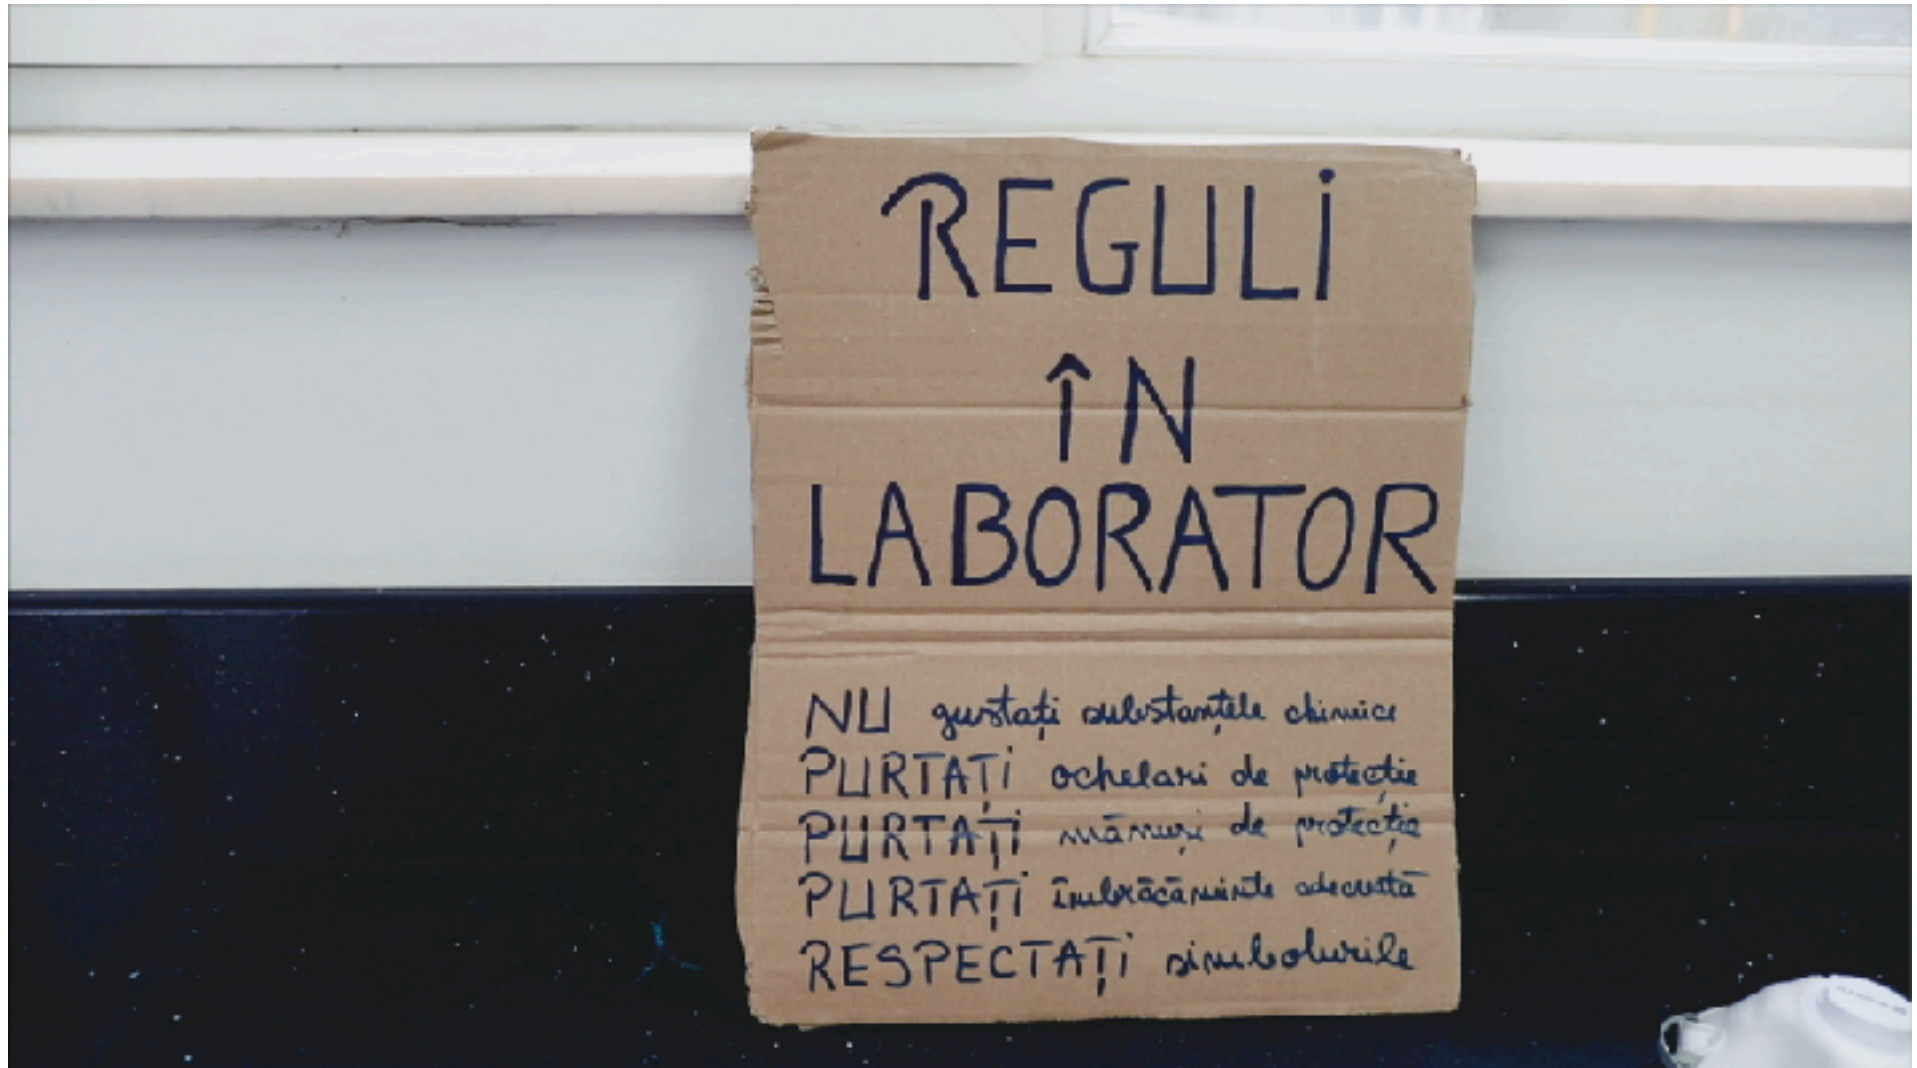 REGULI
ÎN
LABORATOR
NU gustați substanțele chimice
PURTAȚI ochelari de protecție
PURTAȚI mănuși de protecție
PURTAȚI îmbrăcăminte adecvată
RESPECTAȚI simbolurile